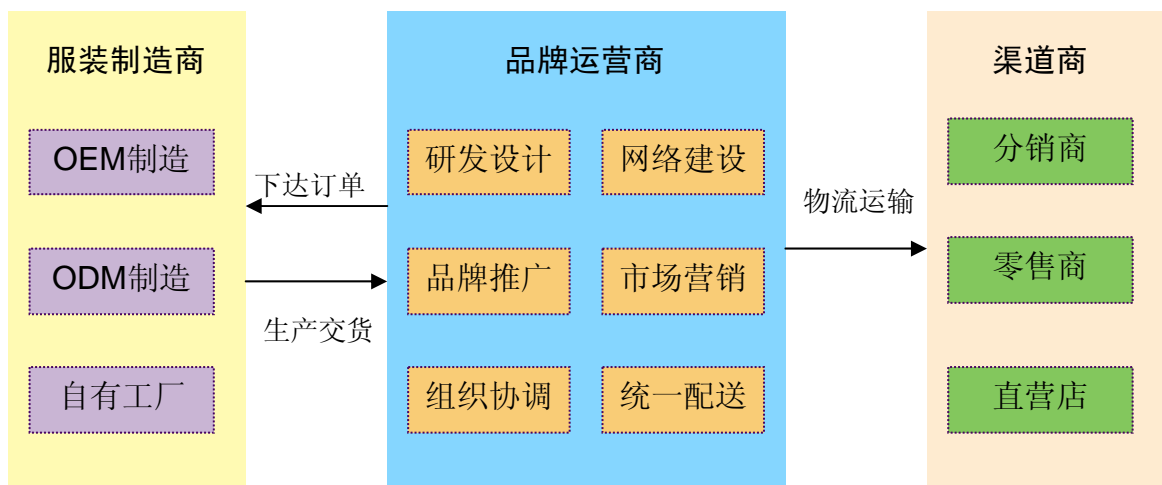 服装制造商
OEM制造
ODM制造
自有工厂
下达订单
生产交货
品牌运营商
研发设计
网络建设
品牌推广
市场营销
组织协调
统一配送
物流运输
渠道商
分销商
零售商
直营店